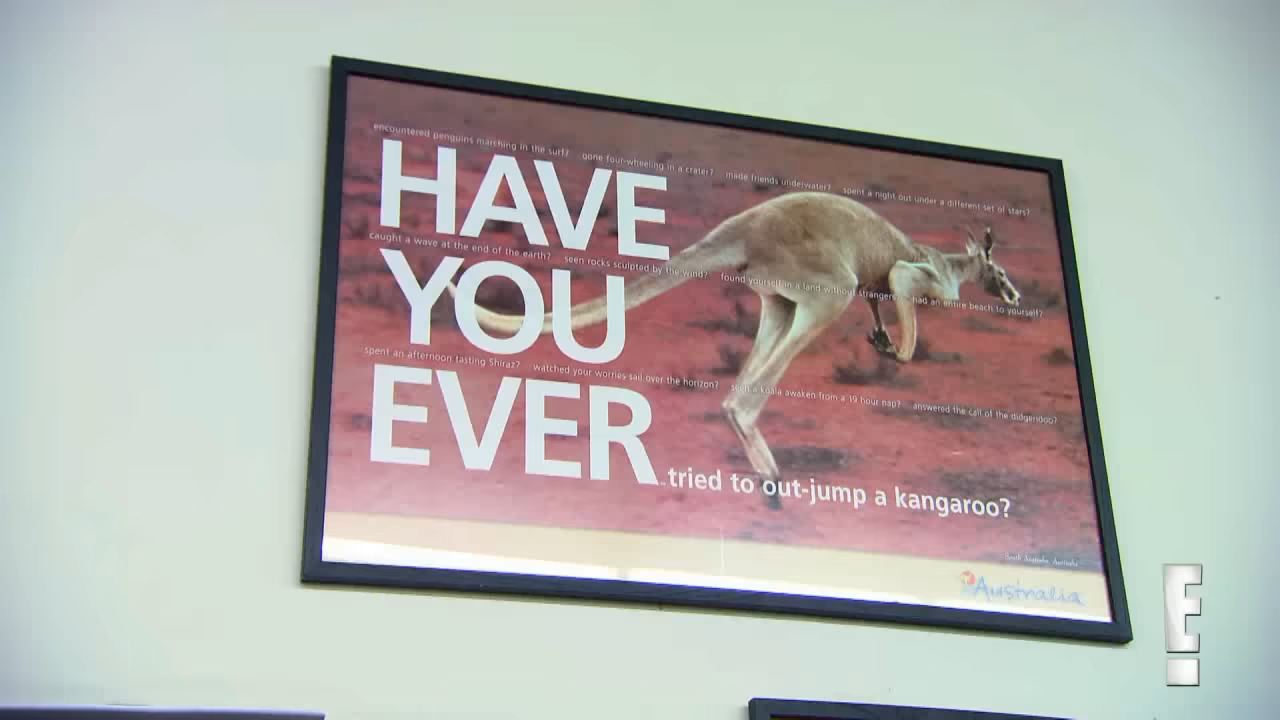 encountered penguins marching in the surf? gone four-wheeling in a crater? made friends underwater? spent a night out under a different set of stars?
HAVE
caught a wave at the end of the earth? seen rocks sculpted by the wind? found yourself in a land without strangers had an entire beach to yourself?
YOU
spent an afternoon tasting Shiraz? watched your worries sail over the horizon? seen a koala awaken from a 19 hour nap? answered the call of the didgeridoo?
EVER
tried to out-jump a kangaroo?
South Australia, Australia
Australia
E!